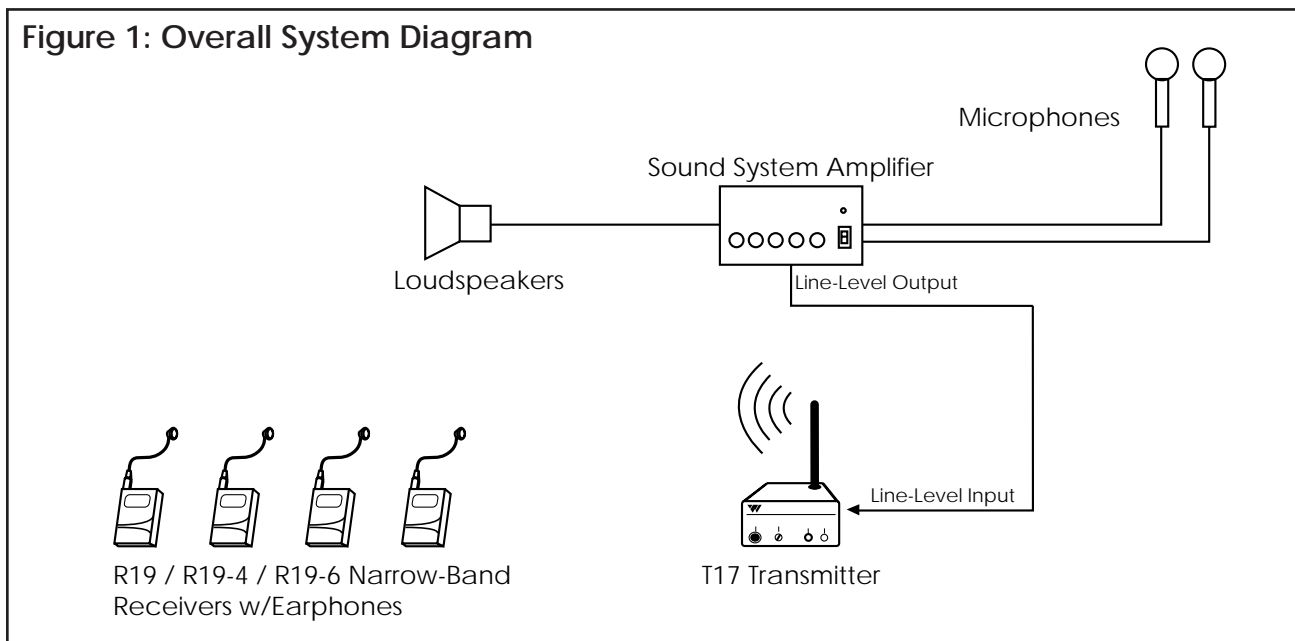 Figure 1: Overall System Diagram
Microphones
Sound System Amplifier
Loudspeakers
Line-Level Output
Line-Level Input
R19 / R19-4 / R19-6 Narrow-Band
Receivers w/Earphones
T17 Transmitter